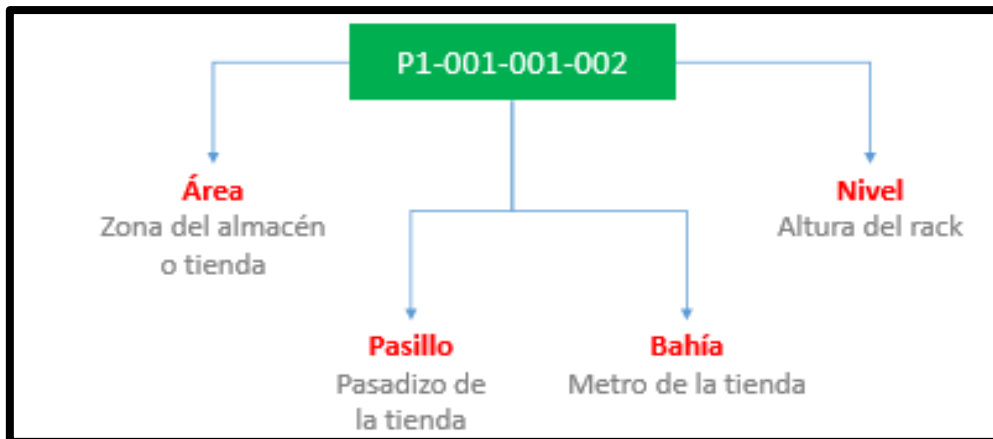 P1-001-001-002
Área
Zona del almacén
o tienda
Nivel
Altura del rack
Pasillo
Pasadizo de
la tienda
Bahía
Metro de la tienda